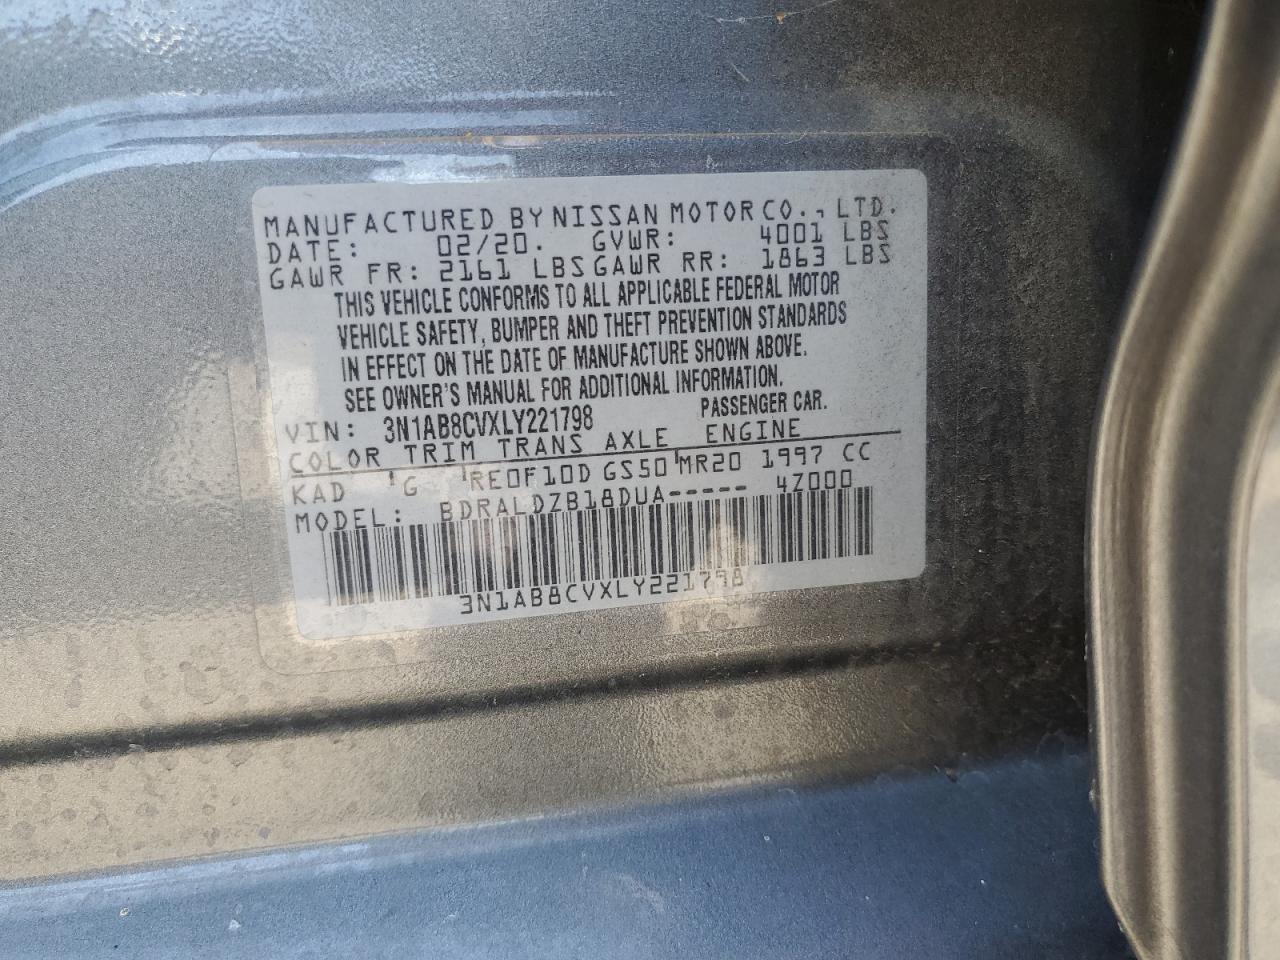 MANUFACTURED BY NISSAN MOTOR CO., LTD.
DATE: 02/20. GVWR: 4001 LBS
GAWR FR: 2161 LBS GAWR RR: 1863 LBS
THIS VEHICLE CONFORMS TO ALL APPLICABLE FEDERAL MOTOR
VEHICLE SAFETY, BUMPER AND THEFT PREVENTION STANDARDS
IN EFFECT ON THE DATE OF MANUFACTURE SHOWN ABOVE.
SEE OWNER'S MANUAL FOR ADDITIONAL INFORMATION.
VIN: 3N1AB8CVXLY221798 PASSENGER CAR.
COLOR TRIM TRANS AXLE ENGINE
KAD 'G 'RE0F10D GS50 'MR20 1997 CC
MODEL: BDRALDZB18DUA----- 4Z000
3N1AB8CVXLY221798